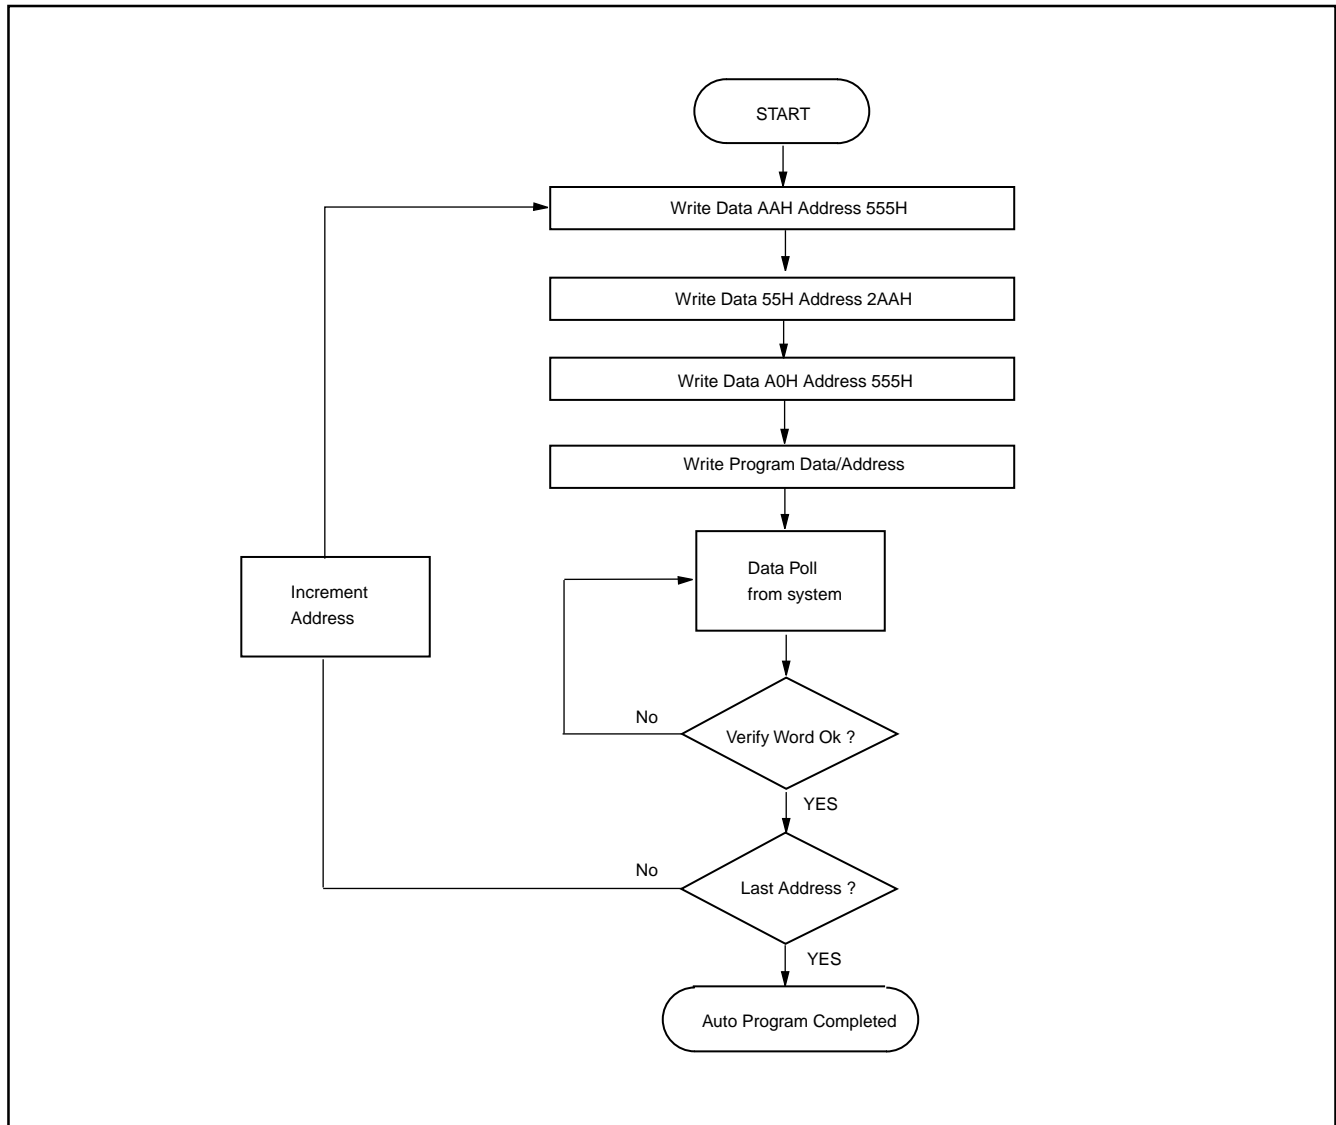 START
Write Data AAH Address 555H
Write Data 55H Address 2AAH
Write Data A0H Address 555H
Write Program Data/Address
Data Poll
from system
Increment
Address
No
Verify Word Ok ?
YES
No
Last Address ?
YES
Auto Program Completed